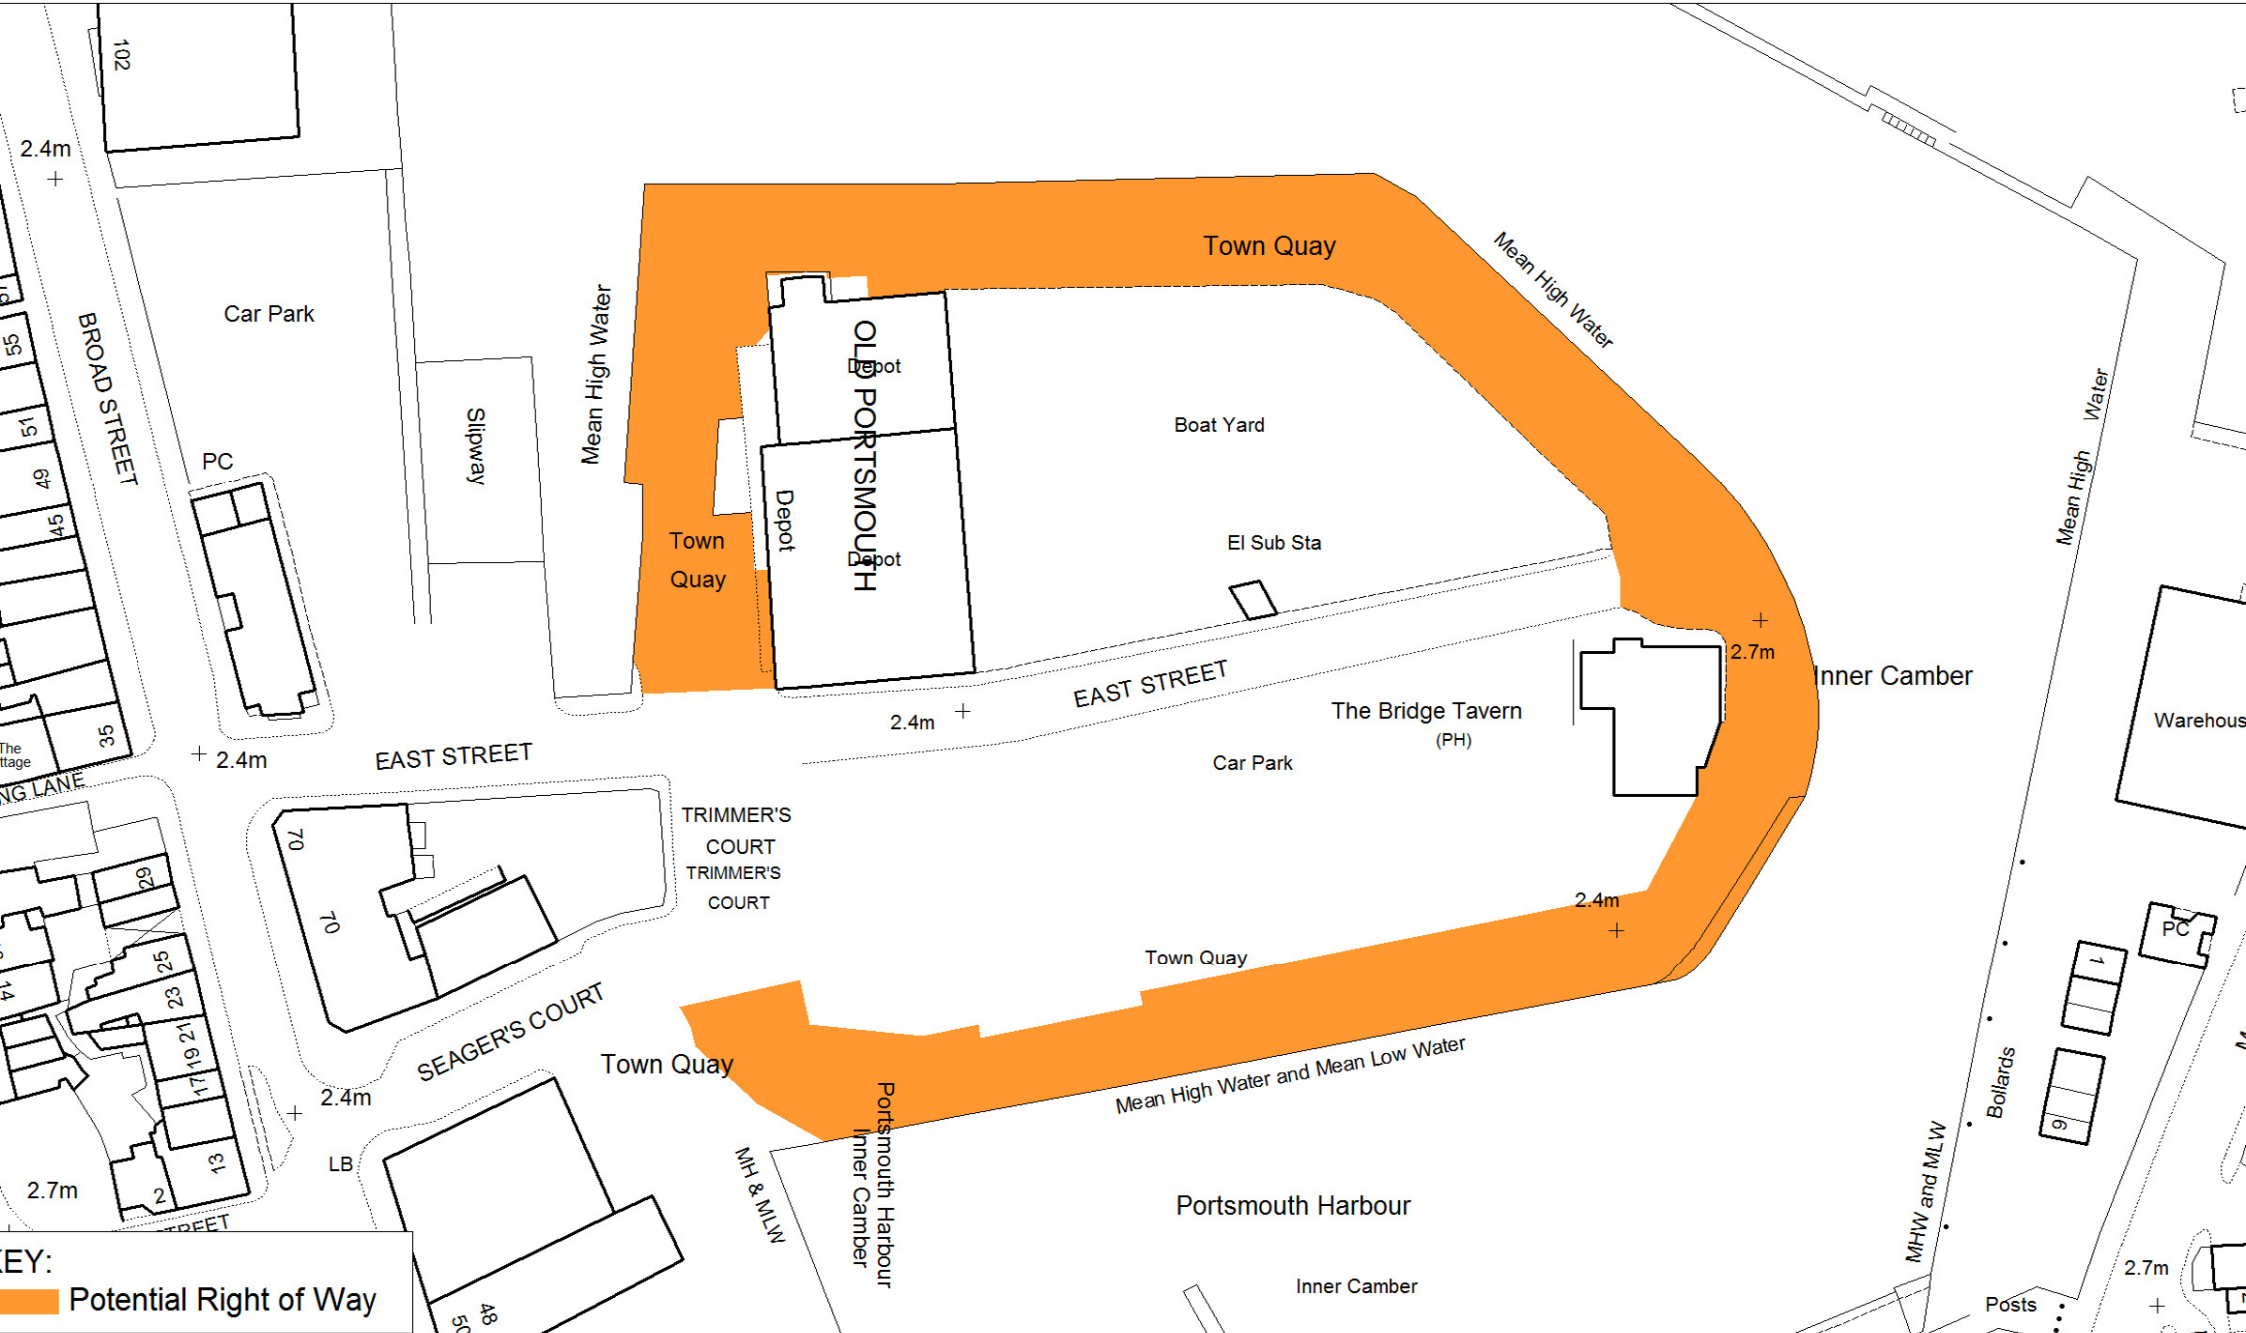 102
2.4m
Car Park
BROAD STREET
55
51
49
45
35
PC
Slipway
Mean High Water
Town Quay
Mean High Water
Town
Quay
Depot
OLD PORTSMOUTH
Depot
Depot
Boat Yard
El Sub Sta
Mean High Water
2.7m
Inner Camber
Warehous
The
ttage
NG LANE
2.4m
EAST STREET
2.4m
EAST STREET
The Bridge Tavern
(PH)
Car Park
TRIMMER'S
COURT
TRIMMER'S
COURT
70
70
29
25
23
21
19
17
13
14
2
2.4m
Town Quay
SEAGER'S COURT
Town Quay
2.4m
LB
2.7m
STREET
Mean High Water and Mean Low Water
Portsmouth Harbour
Inner Camber
MH & MLW
Portsmouth Harbour
Inner Camber
PC
1
6
Bollards
MHW and MLW
2.7m
Posts
48
50
KEY:
Potential Right of Way